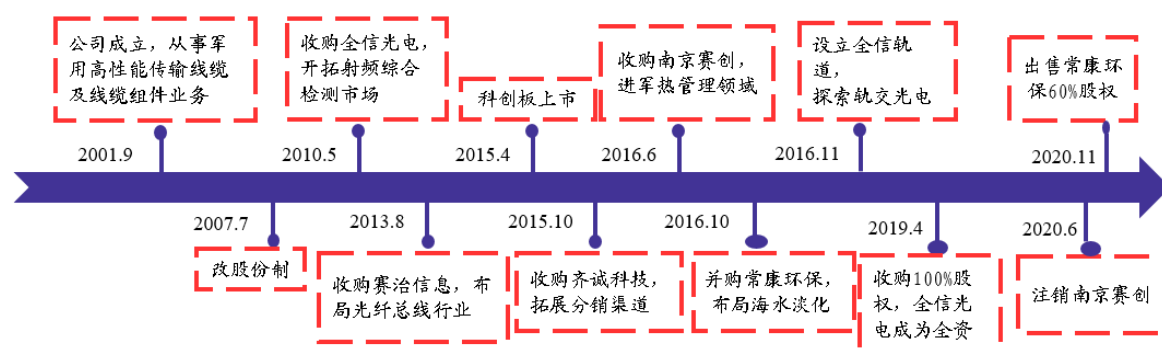 公司成立，从事军
用高性能传输线缆
及线缆组件业务
收购全信光电，
开拓射频综合
检测市场
科创板上市
收购南京赛创，
进军热管理领域
设立全信轨
道，
探索轨交光电
出售常康环
保60%股权
2001.9
2010.5
2015.4
2016.6
2016.11
2020.11
2007.7
2013.8
2015.10
2016.10
2019.4
2020.6
改股份制
收购赛治信息，布
局光纤总线行业
收购齐诚科技，
拓展分销渠道
并购常康环保，
布局海水淡化
收购100%股
权，全信光
电成为全资
注销南京赛创